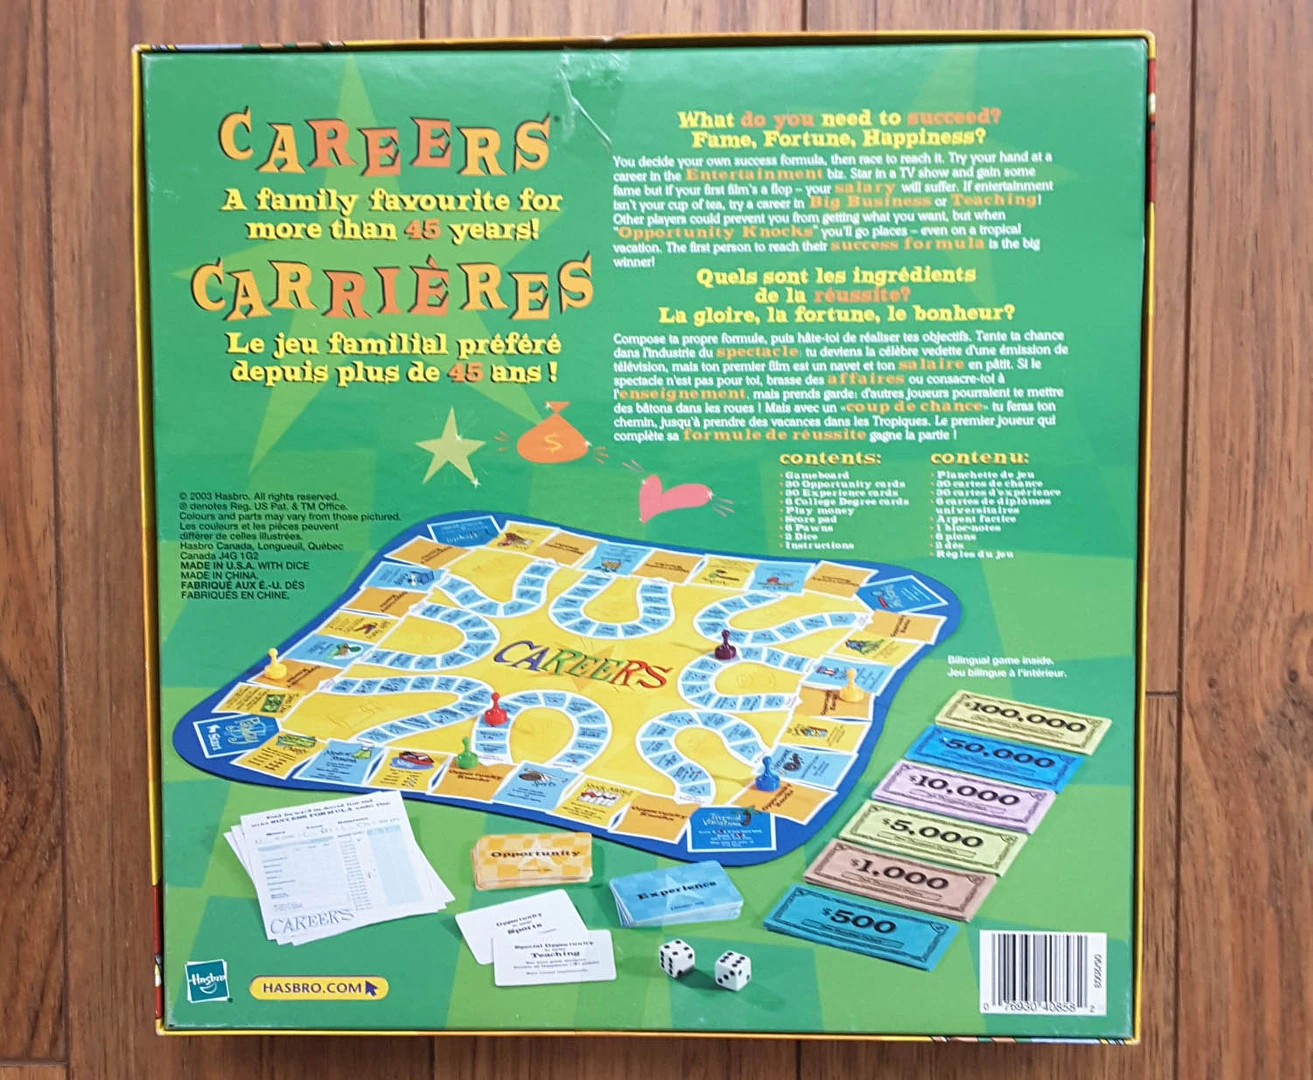 CAREERS
A family favourite for
more than 45 years!
CARRIÈRES
Le jeu familial préféré
depuis plus de 45 ans !
What do you need to succeed?
Fame, Fortune, Happiness?
You decide your own success formula, then race to reach it. Try your hand at a
career in the Entertainment biz. Star in a TV show and gain some
fame but if your first film's a flop – your salary will suffer. If entertainment
isn't your cup of tea, try a career in Big Business or Teaching!
Other players could prevent you from getting what you want, but when
"Opportunity Knocks" you'll go places – even on a tropical
vacation. The first person to reach their success formula is the big
winner!
Quels sont les ingrédients
de la réussite?
La gloire, la fortune, le bonheur?
Compose ta propre formule, puis hâte-toi de réaliser tes objectifs. Tente ta chance
dans l'industrie du spectacle: tu deviens la célèbre vedette d'une émission de
télévision, mais ton premier film est un navet et ton salaire en pâtit. Si le
spectacle n'est pas pour toi, brasse des affaires ou consacre-toi à
l'enseignement, mais prends garde: d'autres joueurs pourraient te mettre
des bâtons dans les roues ! Mais avec un «coup de chance» tu feras ton
chemin, jusqu'à prendre des vacances dans les Tropiques. Le premier joueur qui
complète sa formule de réussite gagne la partie !
contents:
• Gameboard
• 30 Opportunity cards
• 30 Experience cards
• 6 College Degree cards
• Play money
• Score pad
• 6 Pawns
• 2 Dice
• Instructions
contenu:
• Planchette de jeu
• 30 cartes de chance
• 30 cartes d'expérience
• 6 cartes de diplômes
universitaires
• Argent factice
• 1 bloc-notes
• 6 pions
• 2 dés
• Règles du jeu
© 2003 Hasbro. All rights reserved.
® denotes Reg. US Pat. & TM Office.
Colours and parts may vary from those pictured.
Les couleurs et les pièces peuvent
différer de celles illustrées.
Hasbro Canada, Longueuil, Québec
Canada J4G 1G2
MADE IN U.S.A. WITH DICE
MADE IN CHINA.
FABRIQUÉ AUX É.-U. DÉS
FABRIQUÉS EN CHINE.
CAREERS
Bilingual game inside.
Jeu bilingue à l'intérieur.
$100,000
$50,000
$10,000
$5,000
$1,000
$500
Pay Day
Start
Tropical
Vacation
Opportunity
Knocks
SUCCESS FORMULA
CAREERS
Opportunity
Experience
Opportunity
Sports
Special Opportunity
Teaching
Hasbro
HASBRO.COM
0 76930 40858 2